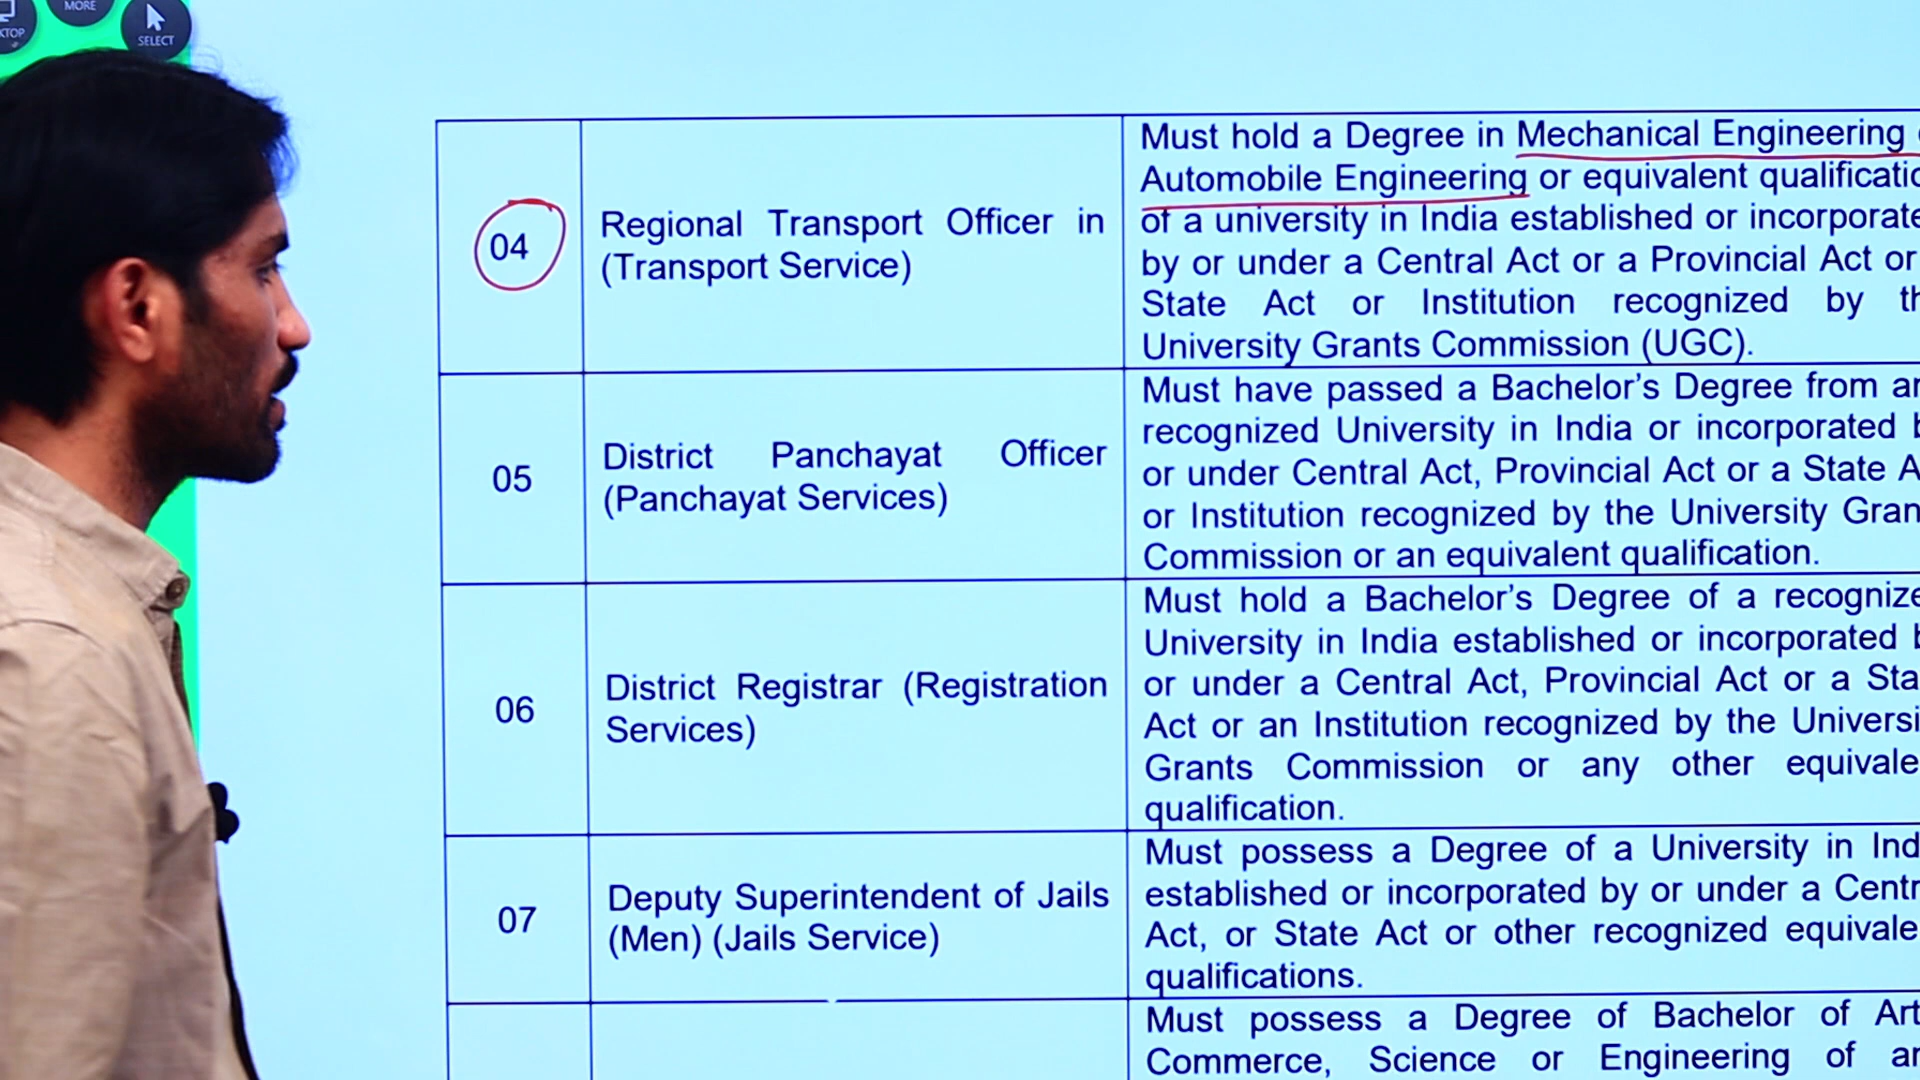 MORE
SELECT
04
Regional Transport Officer in
(Transport Service)
Must hold a Degree in Mechanical Engineering
Automobile Engineering or equivalent
of a university in India established or
by or under a Central Act or a Provincial Act or
State Act or Institution recognized by
University Grants Commission (UGC).
05
District Panchayat Officer
(Panchayat Services)
Must have passed a Bachelor’s Degree from
recognized University in India or incorporated
or under Central Act, Provincial Act or a State
or Institution recognized by the University
Commission or an equivalent qualification.
06
District Registrar (Registration
Services)
Must hold a Bachelor’s Degree of a
University in India established or incorporated
or under a Central Act, Provincial Act or a
Act or an Institution recognized by the
Grants Commission or any other
qualification.
07
Deputy Superintendent of Jails
(Men) (Jails Service)
Must possess a Degree of a University in
established or incorporated by or under a
Act, or State Act or other recognized
qualifications.
Must possess a Degree of Bachelor of
Commerce, Science or Engineering of